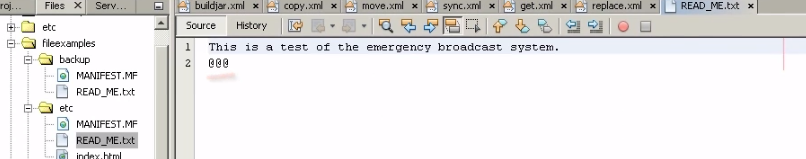 roj... Files × Serv...
buildjar.xml × copy.xml × move.xml × sync.xml × get.xml × replace.xml × READ_ME.txt
Source History
etc
fileexamples
backup
MANIFEST.MF
READ_ME.txt
etc
MANIFEST.MF
READ_ME.txt
index.html
1 This is a test of the emergency broadcast system.
2 @@@